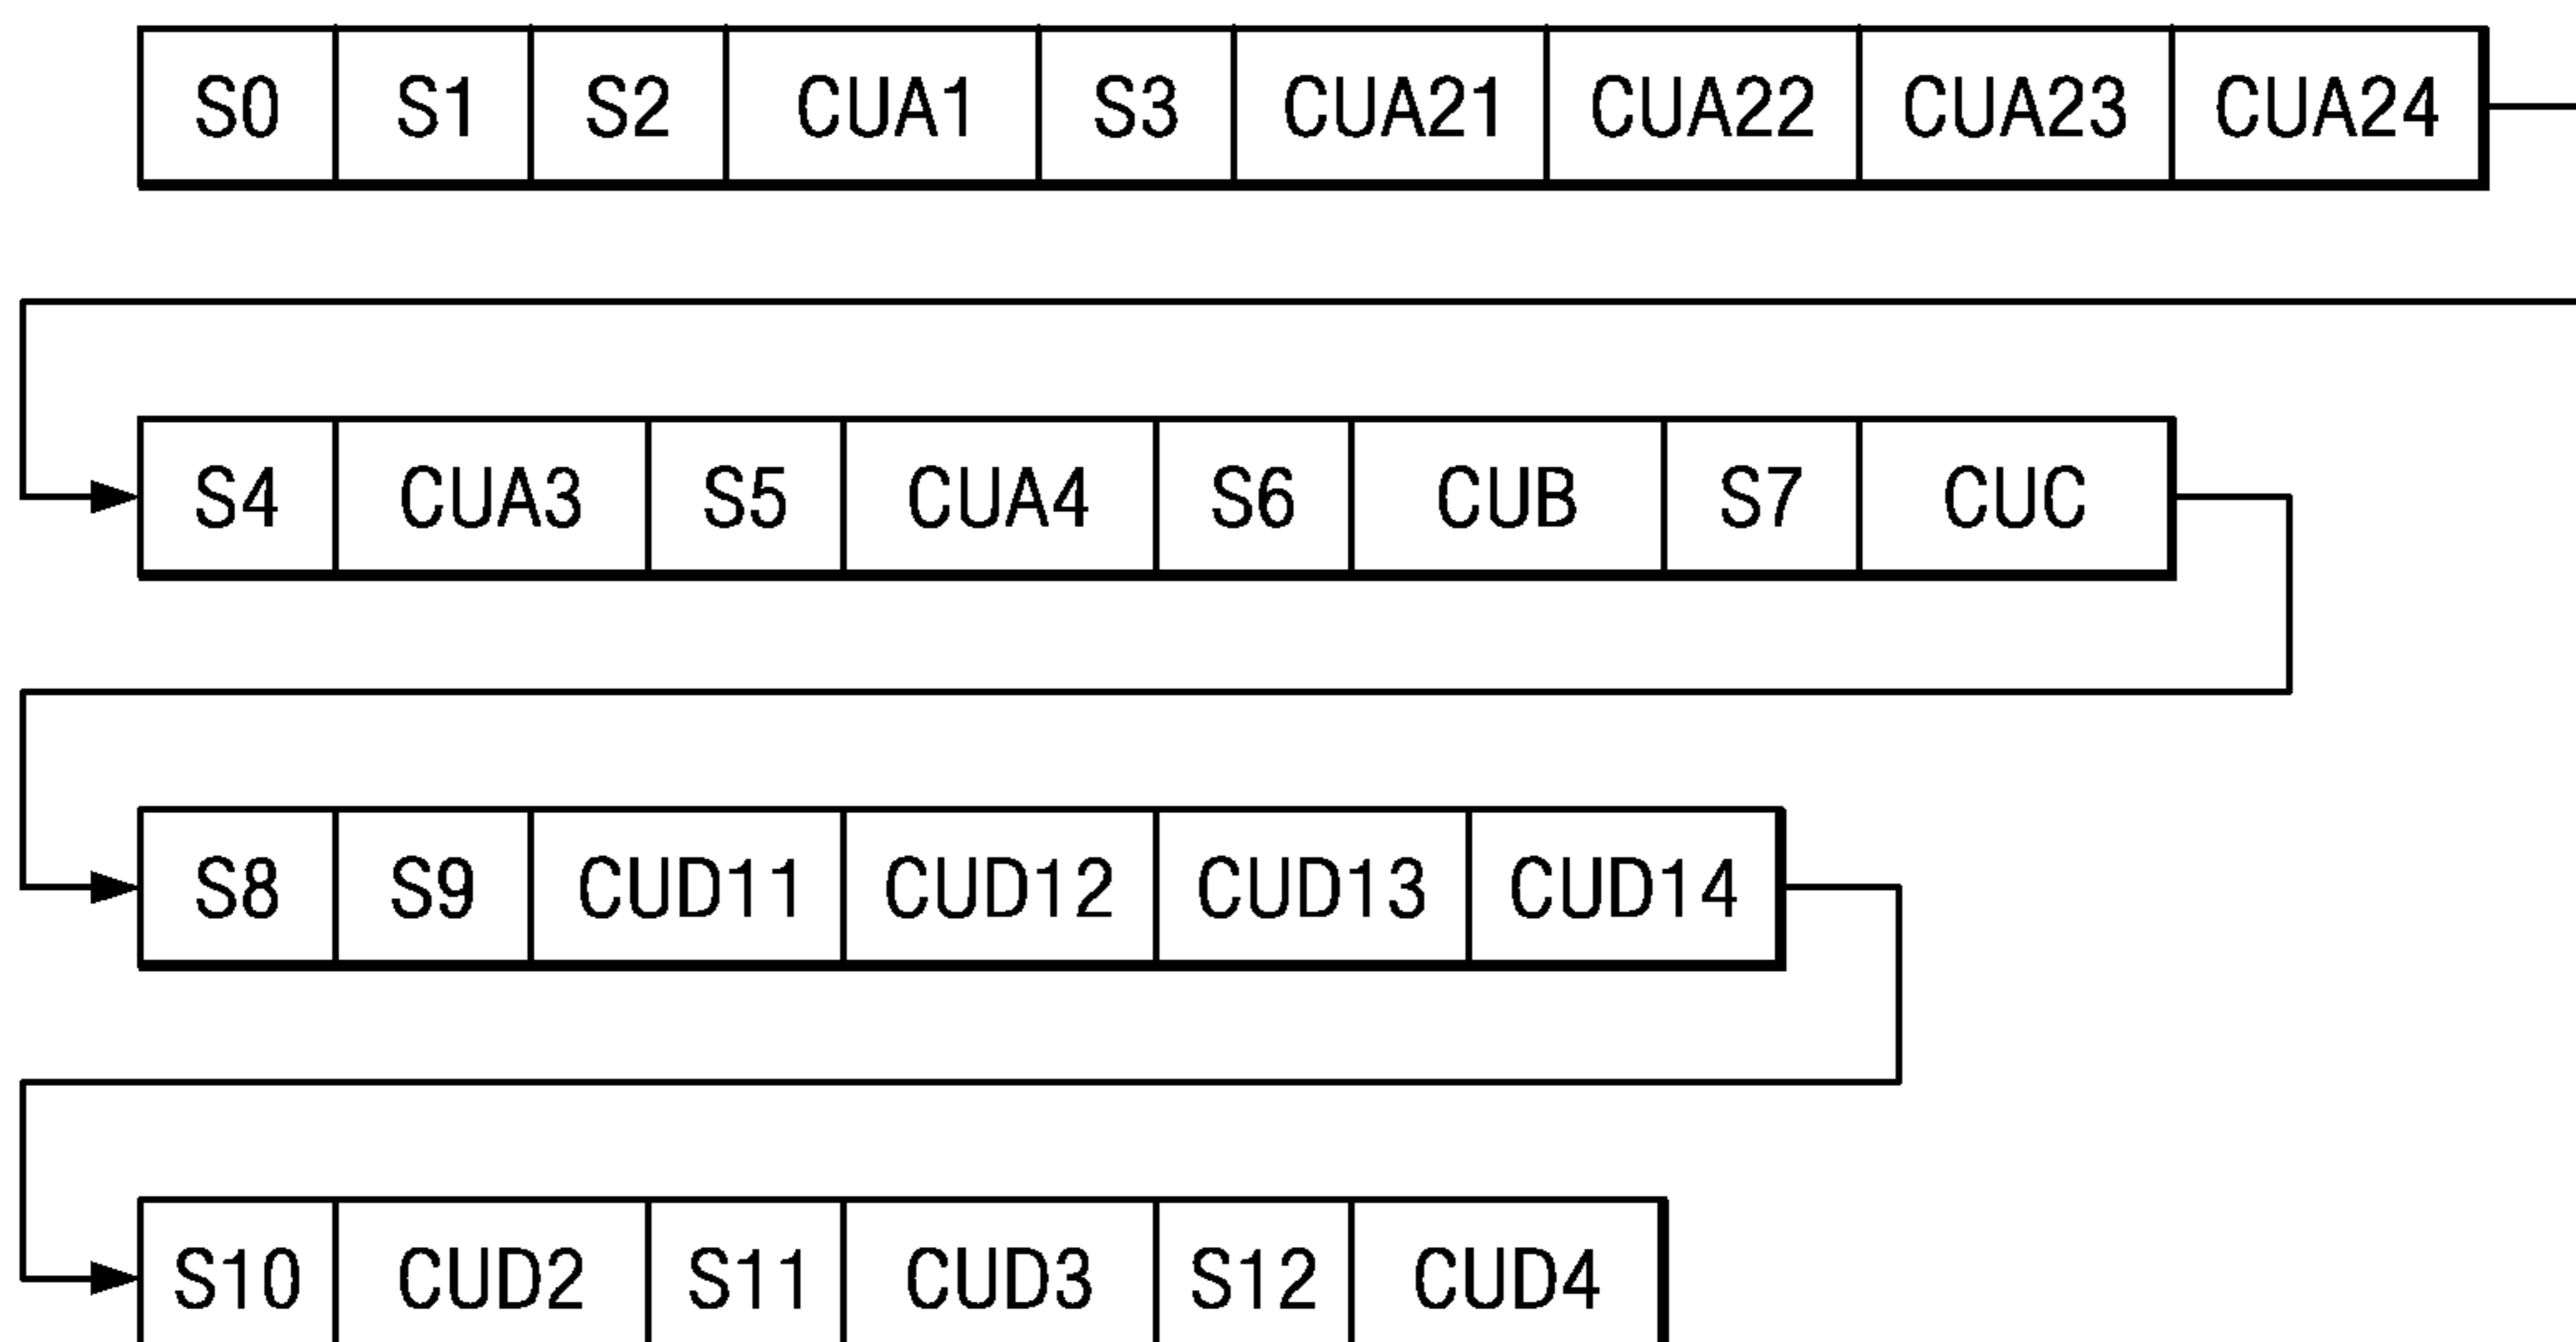 S0 S1 S2 CUA1 S3 CUA21 CUA22 CUA23 CUA24
S4 CUA3 S5 CUA4 S6 CUB S7 CUC
S8 S9 CUD11 CUD12 CUD13 CUD14
S10 CUD2 S11 CUD3 S12 CUD4